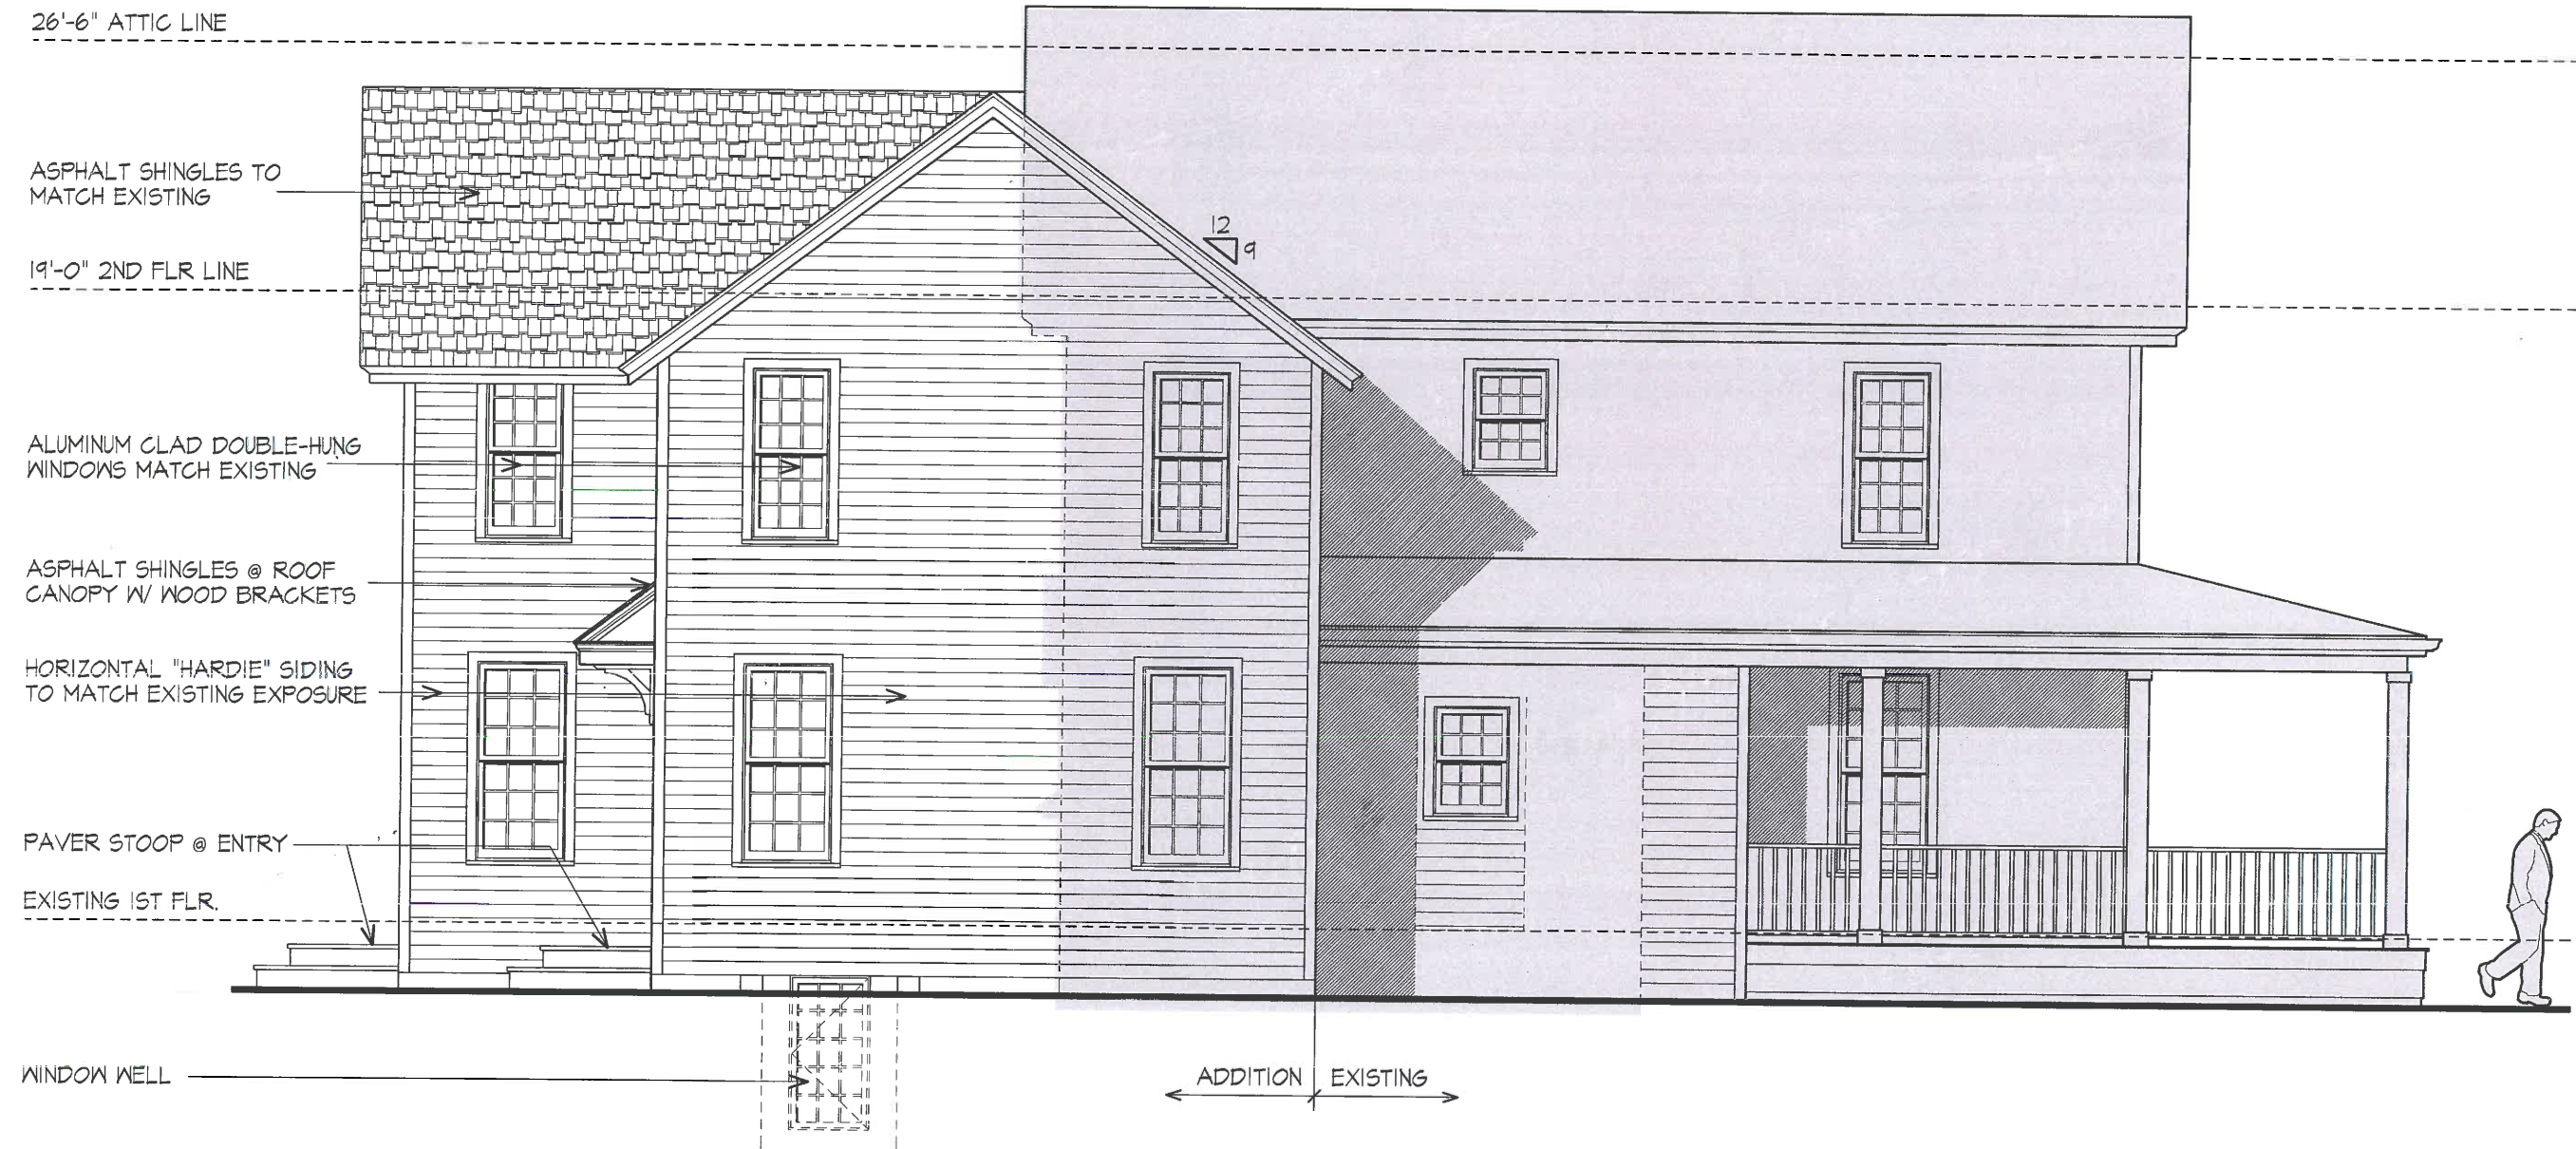 26'-6" ATTIC LINE
ASPHALT SHINGLES TO
MATCH EXISTING
12
9
19'-0" 2ND FLR LINE
ALUMINUM CLAD DOUBLE-HUNG
WINDOWS MATCH EXISTING
ASPHALT SHINGLES @ ROOF
CANOPY W/ WOOD BRACKETS
HORIZONTAL "HARDIE" SIDING
TO MATCH EXISTING EXPOSURE
PAVER STOOP @ ENTRY
EXISTING 1ST FLR.
WINDOW WELL
ADDITION
EXISTING